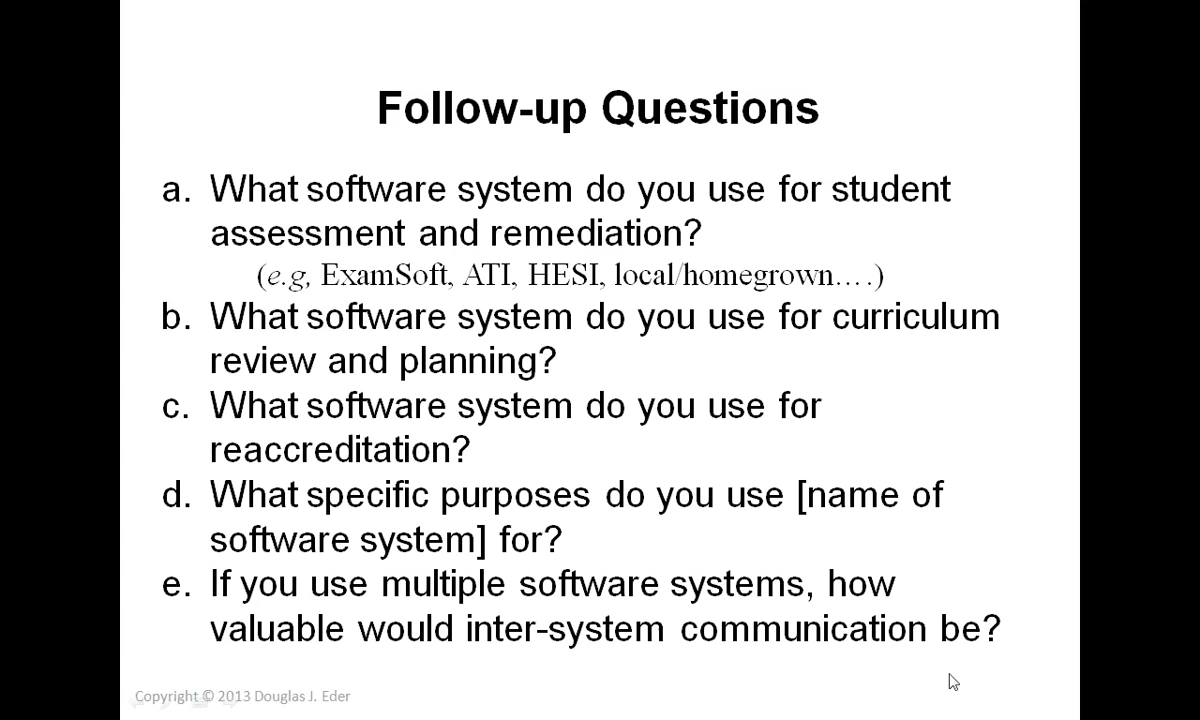 Follow-up Questions
a. What software system do you use for student
assessment and remediation?
(e.g, ExamSoft, ATI, HESI, local/homegrown….)
b. What software system do you use for curriculum
review and planning?
c. What software system do you use for
reaccreditation?
d. What specific purposes do you use [name of
software system] for?
e. If you use multiple software systems, how
valuable would inter-system communication be?
Copyright © 2013 Douglas J. Eder